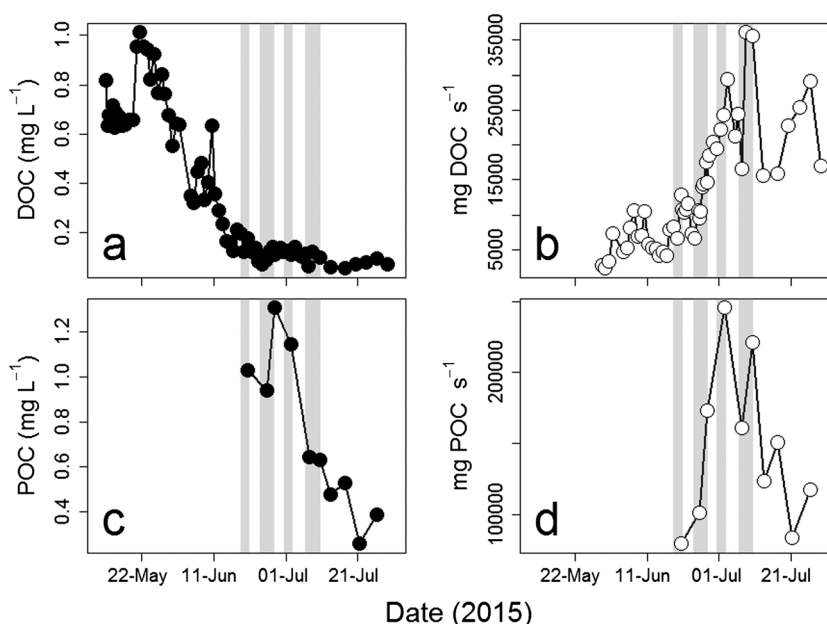 DOC (mg L⁻¹)
1.0
0.8
0.6
0.4
0.2
a
mg DOC s⁻¹
35000
25000
15000
5000
b
POC (mg L⁻¹)
1.2
1.0
0.8
0.6
0.4
c
22-May 11-Jun 01-Jul 21-Jul
mg POC s⁻¹
200000
100000
d
22-May 11-Jun 01-Jul 21-Jul
Date (2015)